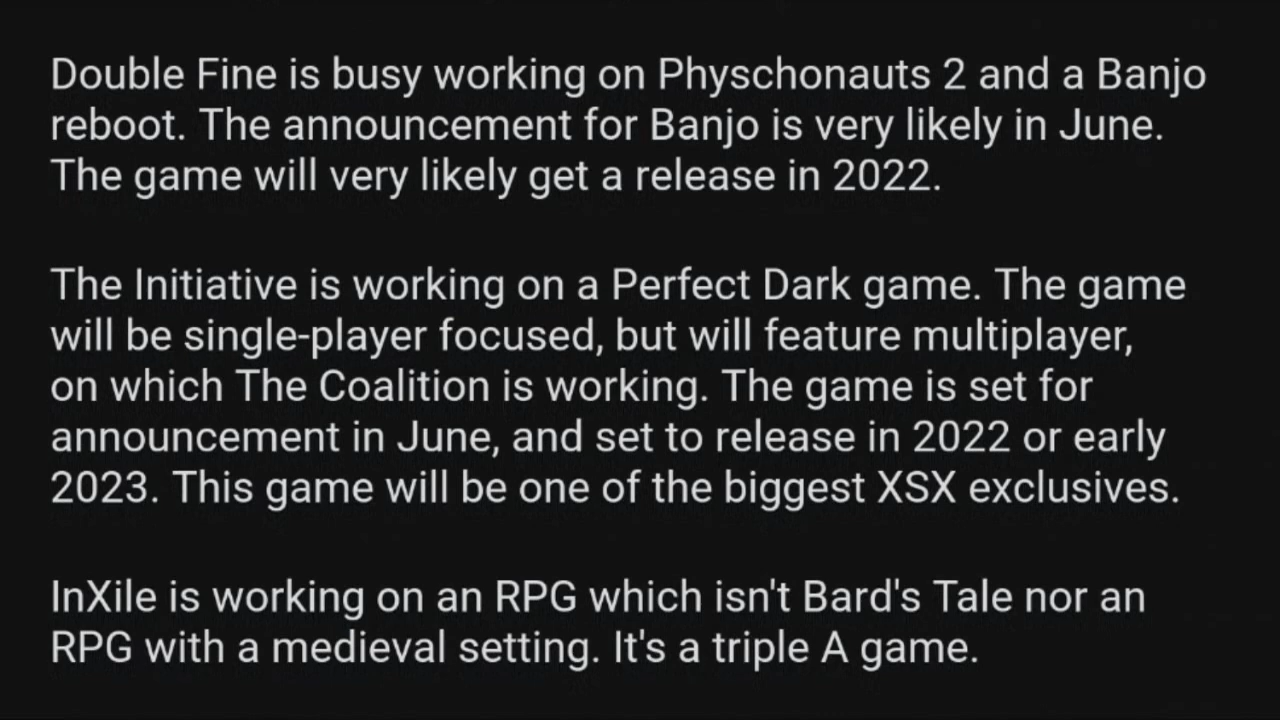 Double Fine is busy working on Physchonauts 2 and a Banjo
reboot. The announcement for Banjo is very likely in June.
The game will very likely get a release in 2022.
The Initiative is working on a Perfect Dark game. The game
will be single-player focused, but will feature multiplayer,
on which The Coalition is working. The game is set for
announcement in June, and set to release in 2022 or early
2023. This game will be one of the biggest XSX exclusives.
InXile is working on an RPG which isn't Bard's Tale nor an
RPG with a medieval setting. It's a triple A game.